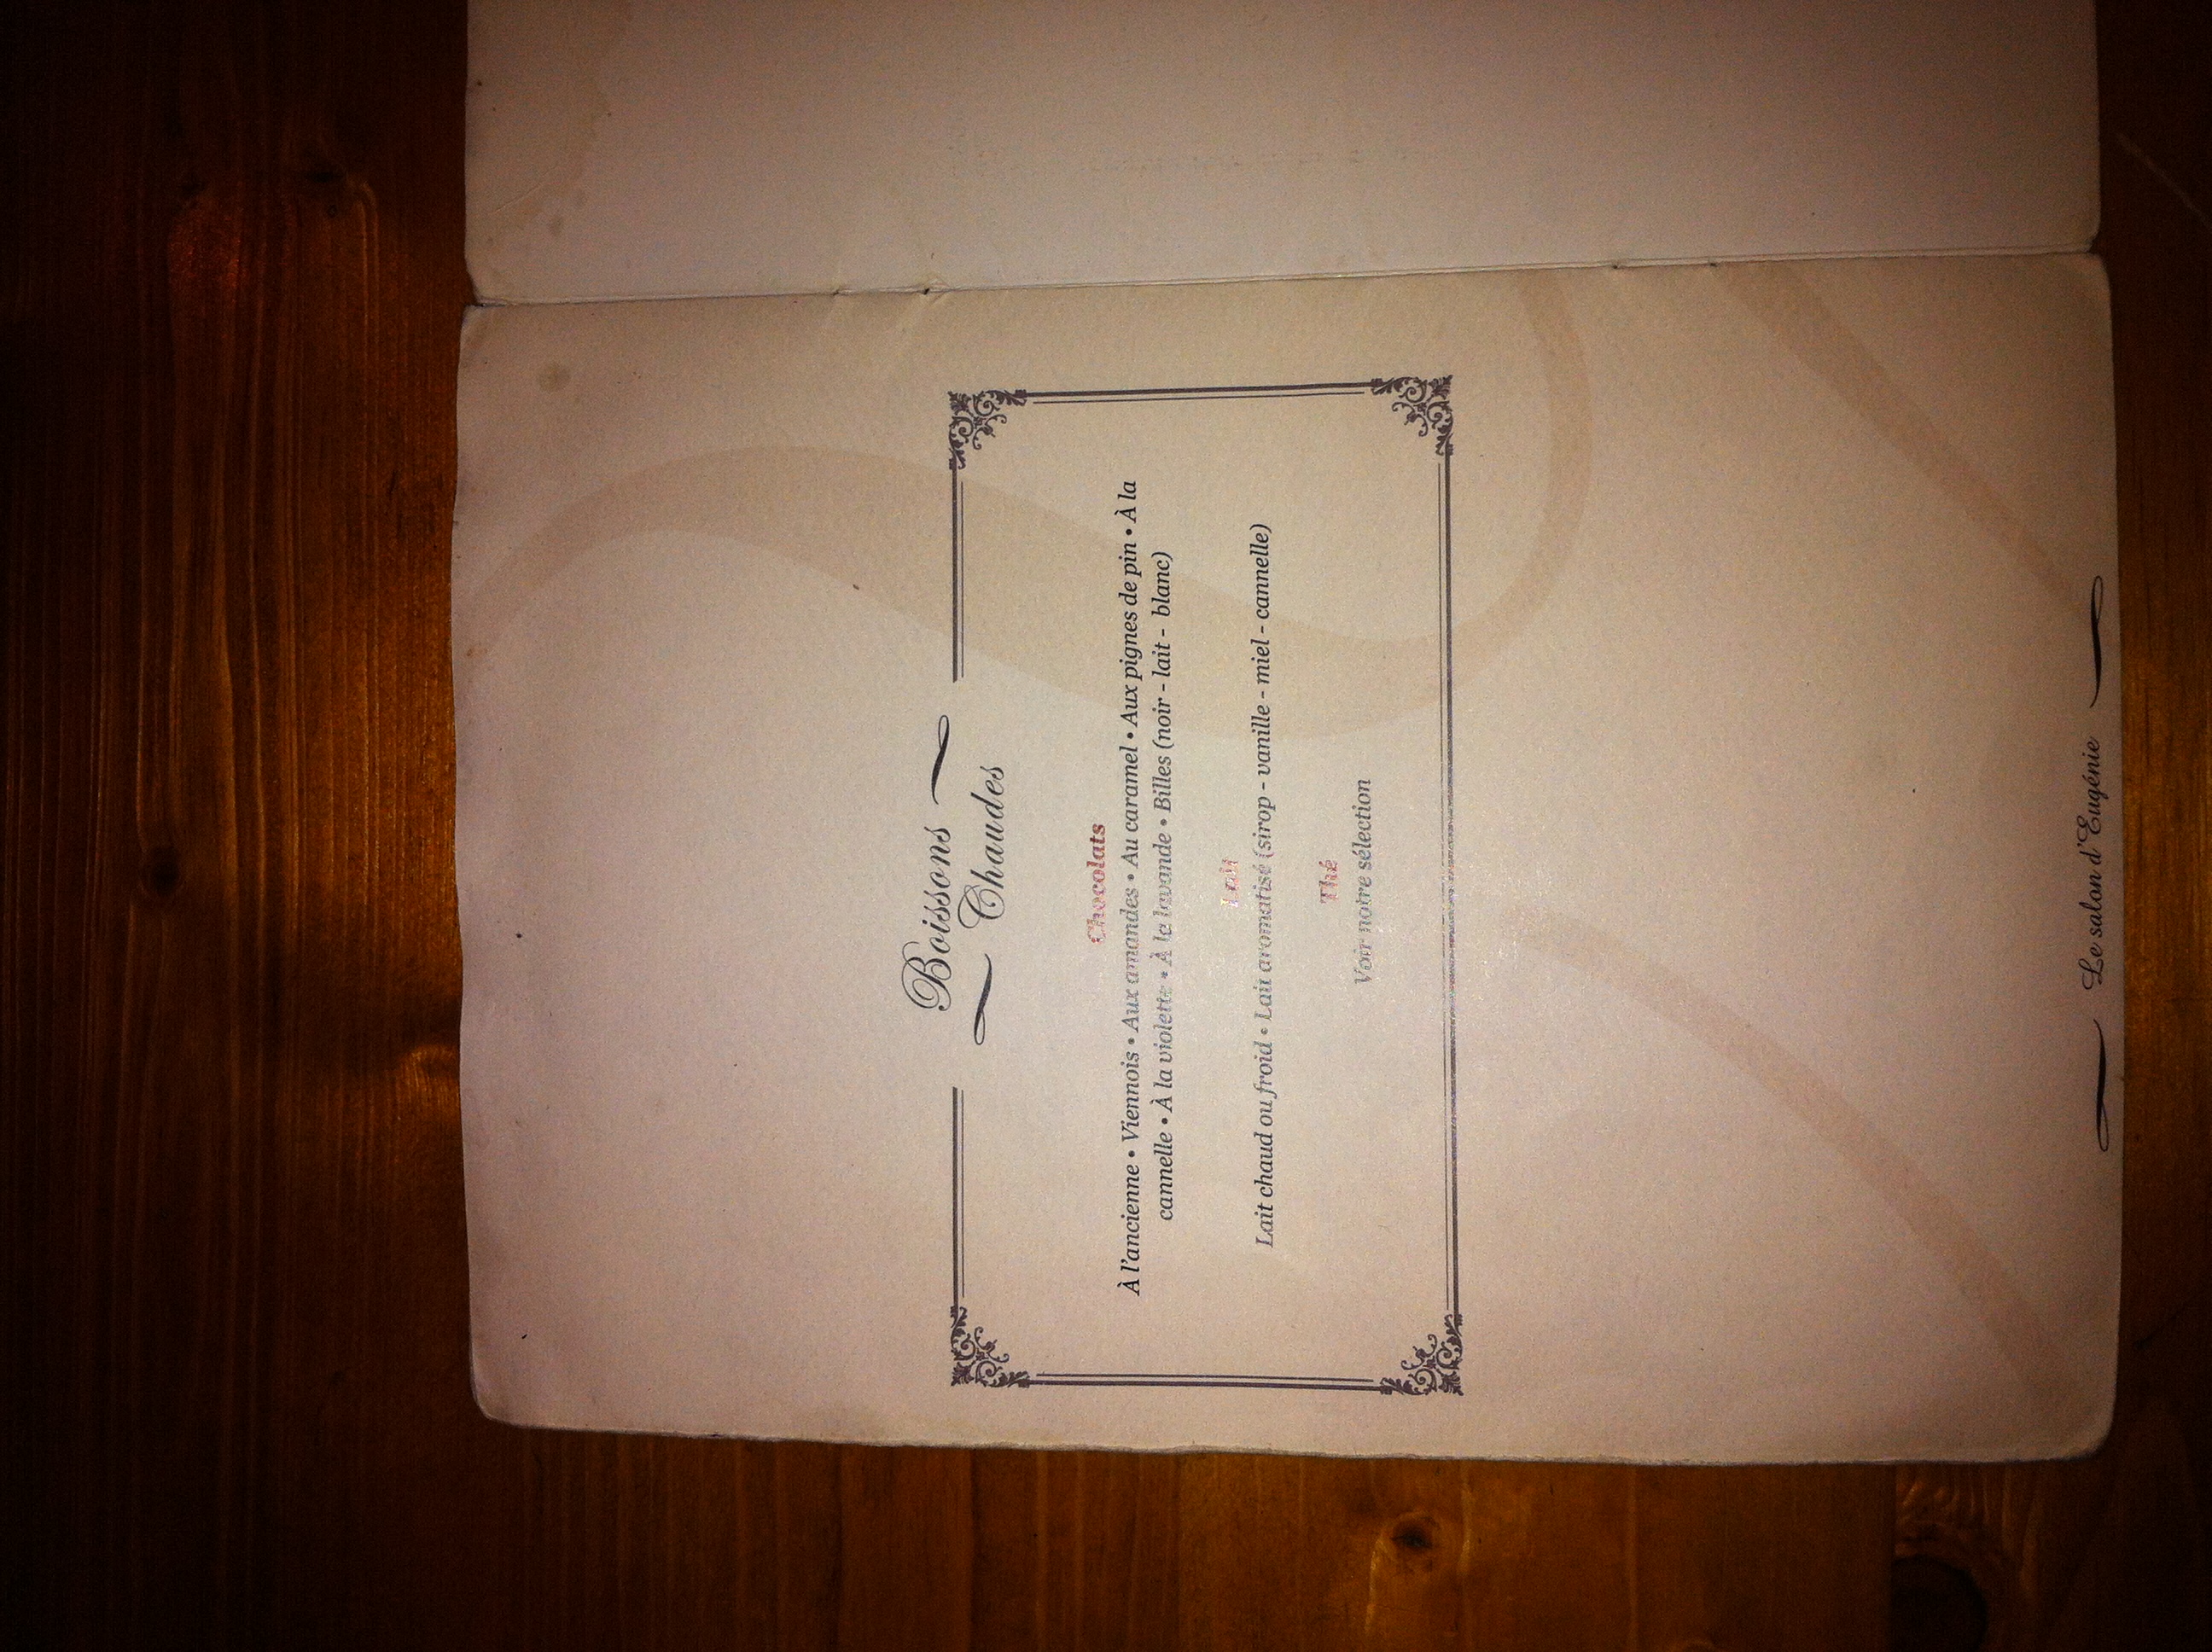 Boissons
Chaudes
Chocolats
À l'ancienne • Viennois • Aux amandes • Au caramel • Aux pignes de pin • À la
cannelle • À la violette • À la lavande • Billes (noir - lait - blanc)
Lait
Lait chaud ou froid • Lait aromatisé (sirop - vanille - miel - cannelle)
Thé
Voir notre sélection
Le salon d'Eugénie